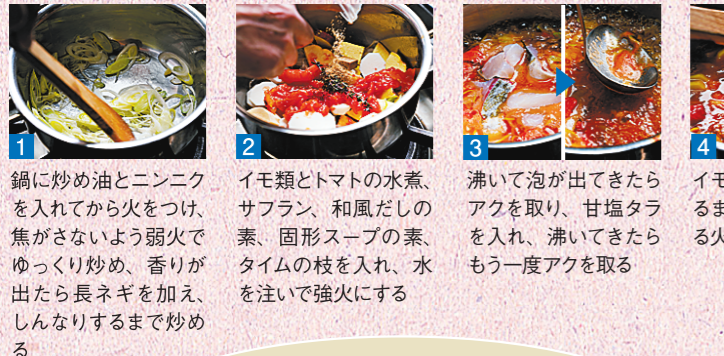 1
鍋に炒め油とニンニク
を入れてから火をつけ、
焦がさないよう弱火で
ゆっくり炒め、香りが
出たら長ネギを加え、
しんなりするまで炒め
る
2
イモ類とトマトの水煮、
サフラン、和風だしの
素、固形スープの素、
タイムの枝を入れ、水
を注いで強火にする
3
沸いて泡が出てきたら
アクを取り、甘塩タラ
を入れ、沸いてきたら
もう一度アクを取る
4
イモ
るま
る火